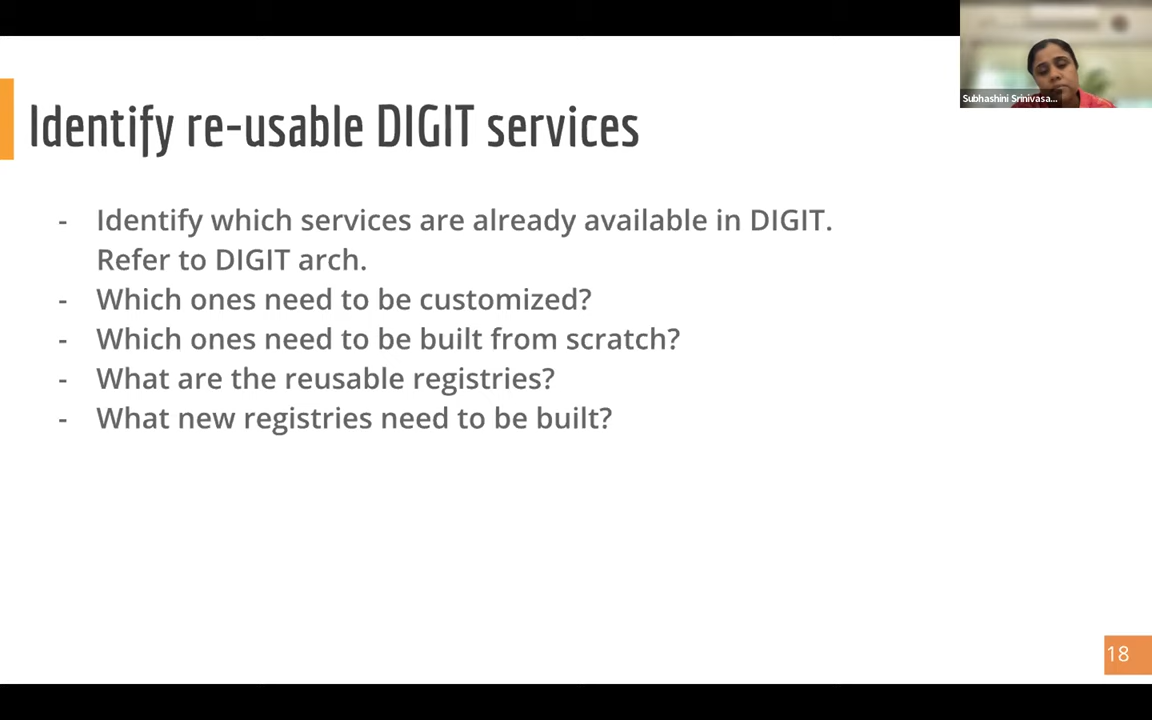 Subhashini Srinivasa...
Identify re-usable DIGIT services
- Identify which services are already available in DIGIT.
Refer to DIGIT arch.
- Which ones need to be customized?
- Which ones need to be built from scratch?
- What are the reusable registries?
- What new registries need to be built?
18